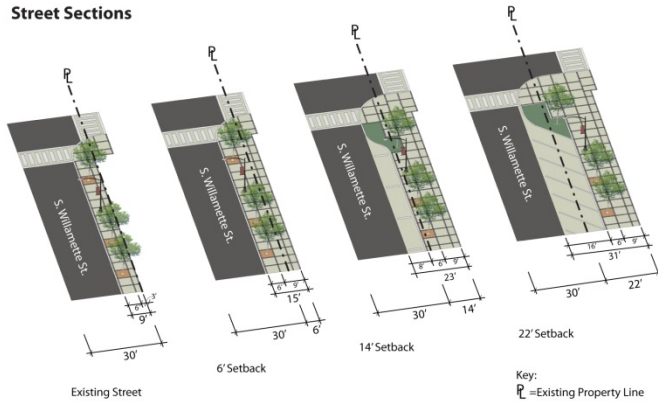 Street Sections
PL
PL
PL
PL
S. Willamette St.
S. Willamette St.
S. Willamette St.
S. Willamette St.
6' 3'
9'
30'
Existing Street
6' 9'
15'
30' 6'
6' Setback
8' 6' 9'
23'
30' 14'
14' Setback
16' 6' 9'
31'
30' 22'
22' Setback
Key:
PL =Existing Property Line